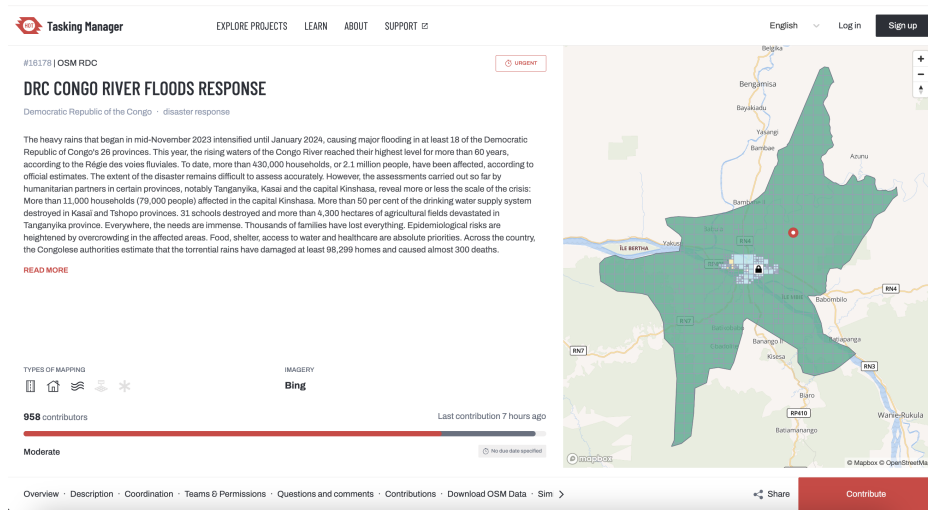 HOT Tasking Manager
EXPLORE PROJECTS LEARN ABOUT SUPPORT
English Log in Sign up
#16178 | OSM RDC
URGENT
DRC CONGO RIVER FLOODS RESPONSE
Democratic Republic of the Congo · disaster response
The heavy rains that began in mid-November 2023 intensified until January 2024, causing major flooding in at least 18 of the Democratic
Republic of Congo's 26 provinces. This year, the rising waters of the Congo River reached their highest level for more than 60 years,
according to the Régie des voies fluviales. To date, more than 430,000 households, or 2.1 million people, have been affected, according to
official estimates. The extent of the disaster remains difficult to assess accurately. However, the assessments carried out so far by
humanitarian partners in certain provinces, notably Tanganyika, Kasai and the capital Kinshasa, reveal more or less the scale of the crisis:
More than 11,000 households (79,000 people) affected in the capital Kinshasa. More than 50 per cent of the drinking water supply system
destroyed in Kasaï and Tshopo provinces. 31 schools destroyed and more than 4,300 hectares of agricultural fields devastated in
Tanganyika province. Everywhere, the needs are immense. Thousands of families have lost everything. Epidemiological risks are
heightened by overcrowding in the affected areas. Food, shelter, access to water and healthcare are absolute priorities. Across the country,
the Congolese authorities estimate that the torrential rains have damaged at least 98,299 homes and caused almost 300 deaths.
READ MORE
TYPES OF MAPPING
IMAGERY
Bing
958 contributors
Last contribution 7 hours ago
Moderate
No due date specified
Belgika
Bengamisa
Bayakiadu
Yasangi
Bambae
Azunu
RN4
ÎLE BERTHA
Yakusu
RN4
Babombilo
RN7
Banango II
Batiapanga
RN7
Kisesa
RN3
Biaro
RP410
Wanie-Rukula
Batiamanango
mapbox
© Mapbox © OpenStreetMa
Overview · Description · Coordination · Teams & Permissions · Questions and comments · Contributions · Download OSM Data · Sim
Share
Contribute